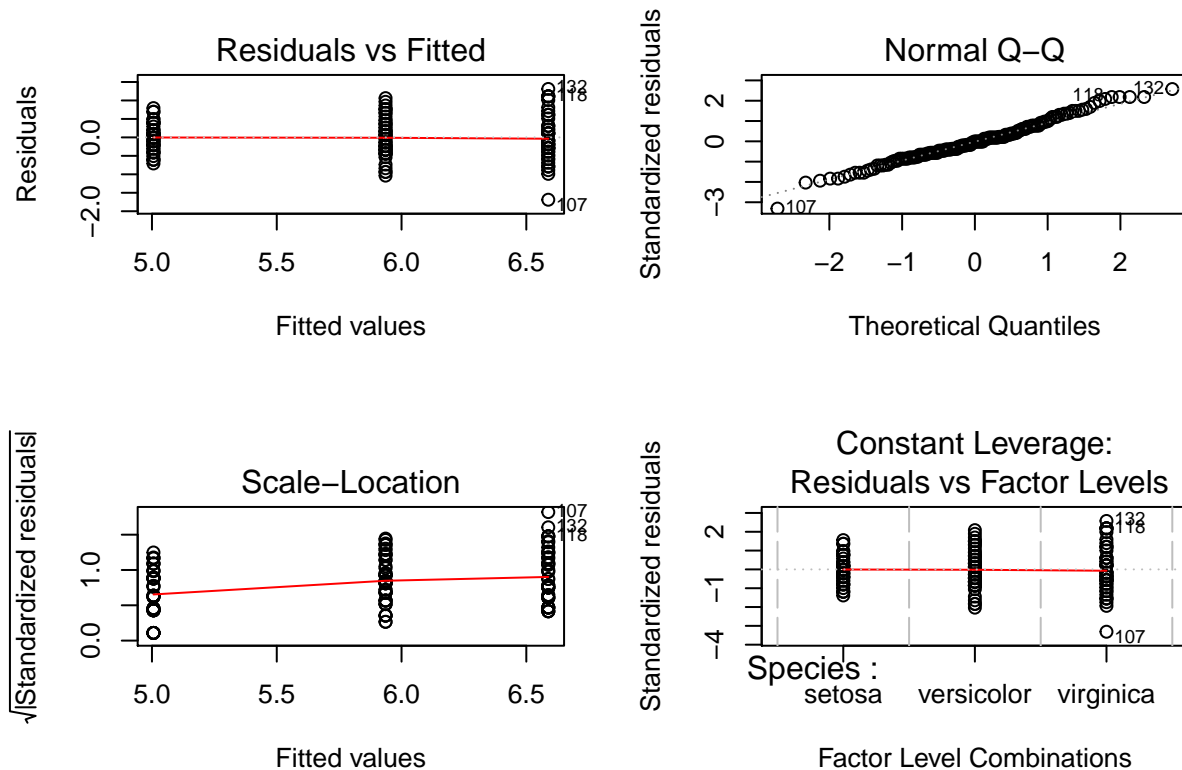 Residuals vs Fitted
Residuals
0.0
−2.0
132
118
107
5.0 5.5 6.0 6.5
Fitted values
Normal Q−Q
Standardized residuals
2
0
−3
118 132
107
−2 −1 0 1 2
Theoretical Quantiles
Scale−Location
√|Standardized residuals|
1.0
0.0
107
132
118
5.0 5.5 6.0 6.5
Fitted values
Constant Leverage:
Residuals vs Factor Levels
Standardized residuals
2
−1
−4
132
118
107
Species :
setosa versicolor virginica
Factor Level Combinations